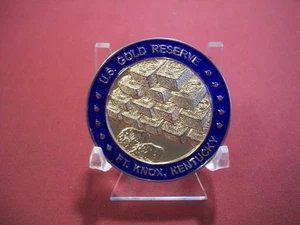 U.S. GOLD RESERVE
FT. KNOX, KENTUCKY